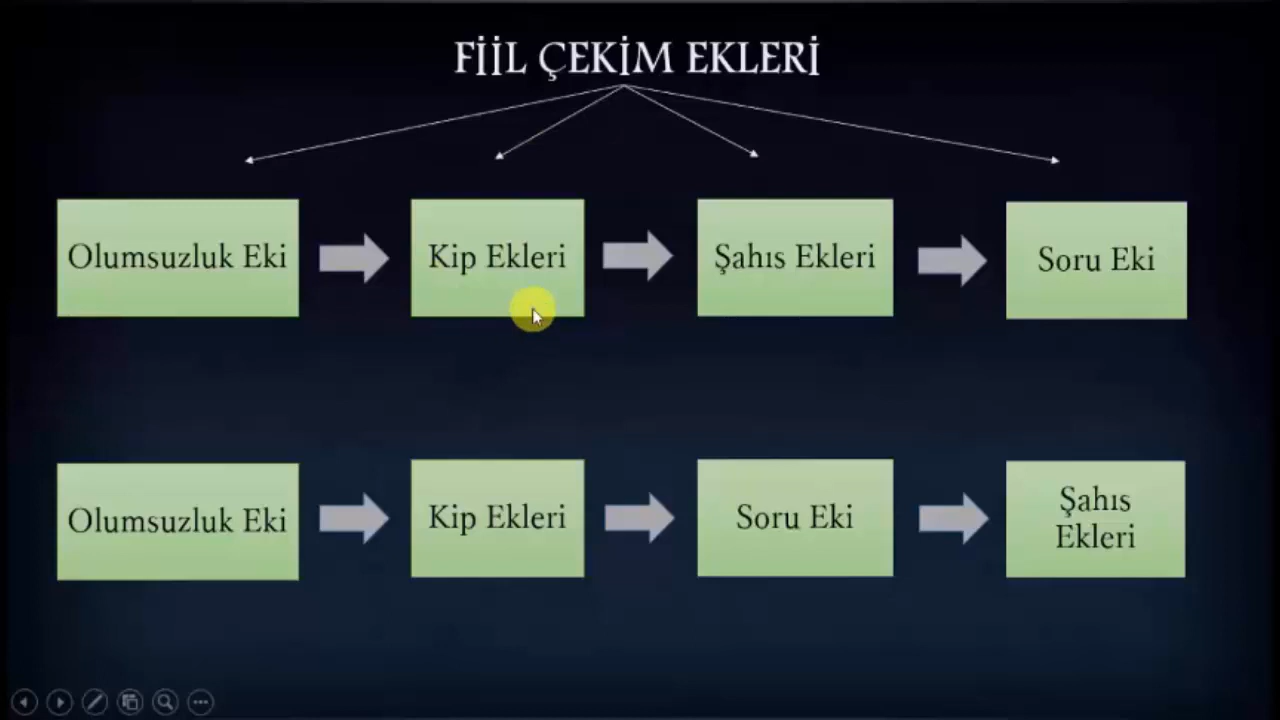 FİİL ÇEKİM EKLERİ
Olumsuzluk Eki
Kip Ekleri
Şahıs Ekleri
Soru Eki
Olumsuzluk Eki
Kip Ekleri
Soru Eki
Şahıs
Ekleri